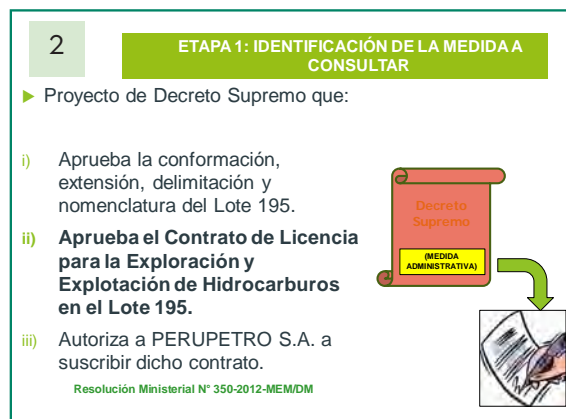 2
ETAPA 1: IDENTIFICACIÓN DE LA MEDIDA A
CONSULTAR
Proyecto de Decreto Supremo que:
i) Aprueba la conformación,
extensión, delimitación y
nomenclatura del Lote 195.
ii) Aprueba el Contrato de Licencia
para la Exploración y
Explotación de Hidrocarburos
en el Lote 195.
iii) Autoriza a PERUPETRO S.A. a
suscribir dicho contrato.
Resolución Ministerial N° 350-2012-MEM/DM
Decreto
Supremo
(MEDIDA
ADMINISTRATIVA)